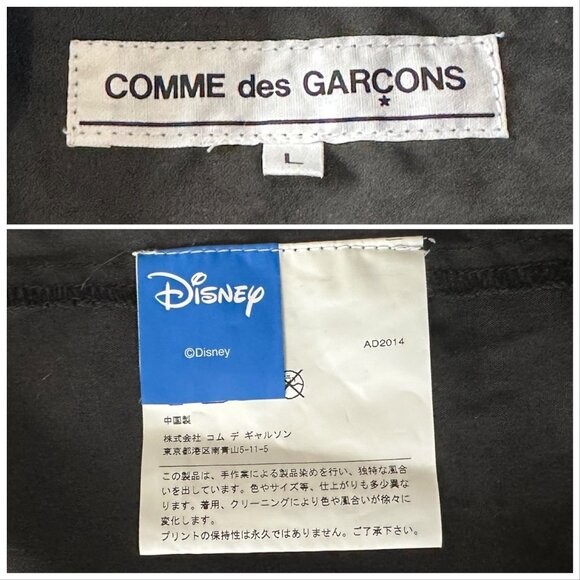 COMME des GARÇONS
*
L
Disney
©Disney
AD2014
中国製
株式会社 コム デ ギャルソン
東京都港区南青山5-11-5
この製品は、手作業による製品染めを行い、独特な風合
いを出しています。色やサイズ等、仕上がりも多少異な
ります。着用、クリーニングにより色や風合いが徐々に
変化します。
プリントの保持性は永久ではありません。ご了承下さい。